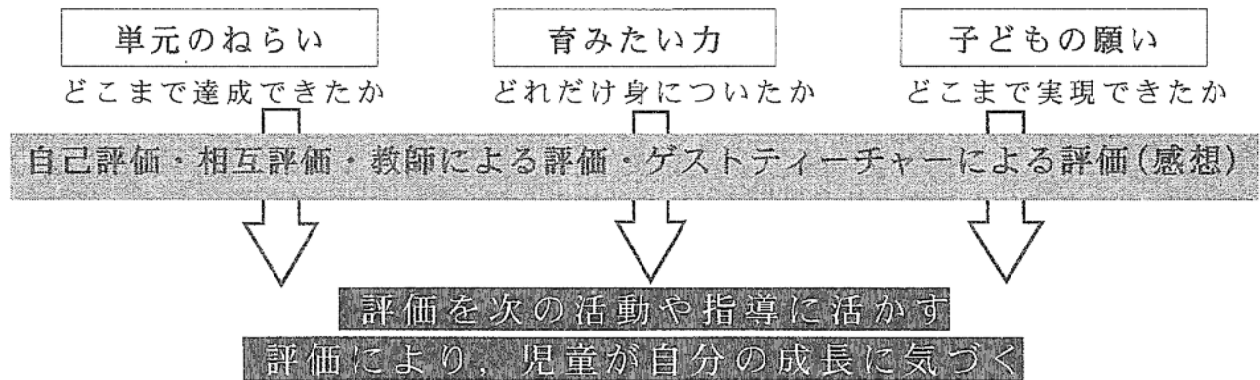 単元のねらい 育みたい力 子どもの願い
どこまで達成できたか どれだけ身についたか どこまで実現できたか
自己評価・相互評価・教師による評価・ゲストティーチャーによる評価(感想)
評価を次の活動や指導に活かす
評価により,児童が自分の成長に気づく